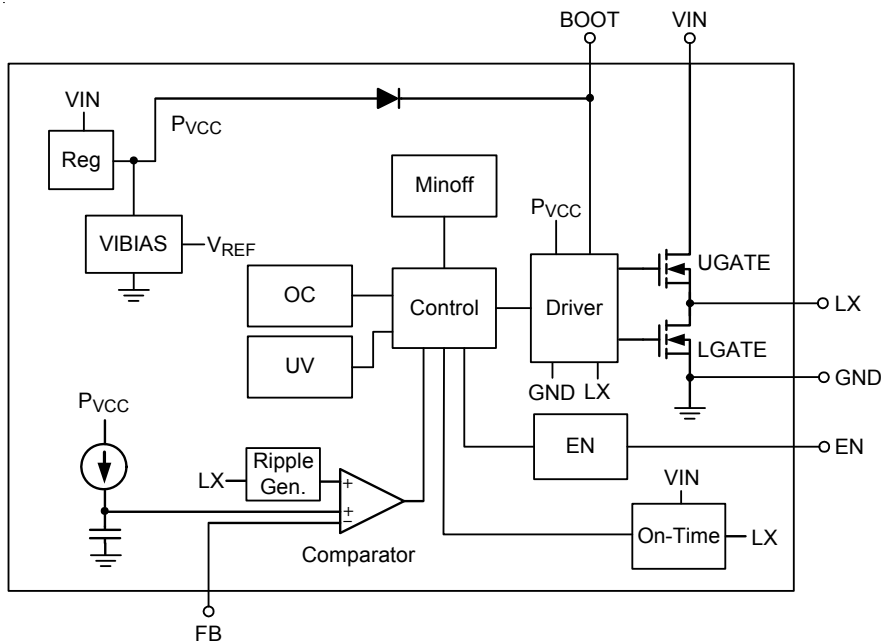 BOOT
VIN
VIN
PVCC
Reg
Minoff
PVCC
VIBIAS
VREF
UGATE
OC
Control
Driver
LX
UV
LGATE
GND
LX
GND
PVCC
EN
EN
LX
Ripple
Gen.
+
+
−
VIN
On-Time
LX
Comparator
FB